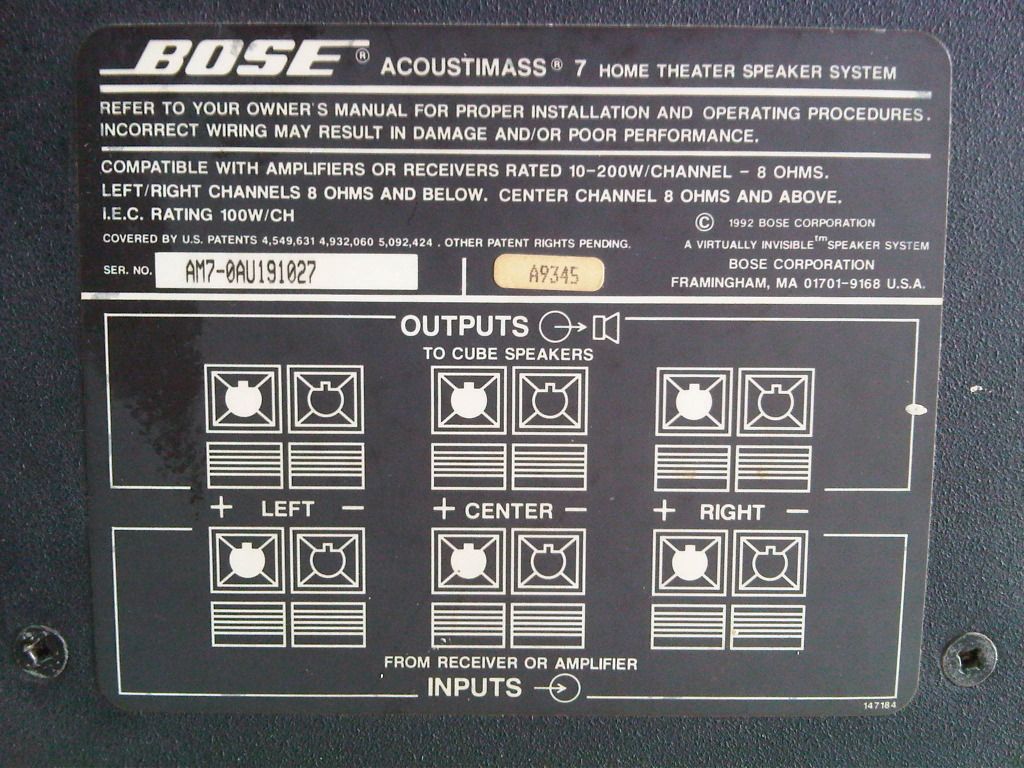 BOSE® ACOUSTIMASS® 7 HOME THEATER SPEAKER SYSTEM
REFER TO YOUR OWNER'S MANUAL FOR PROPER INSTALLATION AND OPERATING PROCEDURES.
INCORRECT WIRING MAY RESULT IN DAMAGE AND/OR POOR PERFORMANCE.
COMPATIBLE WITH AMPLIFIERS OR RECEIVERS RATED 10-200W/CHANNEL - 8 OHMS.
LEFT/RIGHT CHANNELS 8 OHMS AND BELOW. CENTER CHANNEL 8 OHMS AND ABOVE.
I.E.C. RATING 100W/CH
© 1992 BOSE CORPORATION
COVERED BY U.S. PATENTS 4,549,631 4,932,060 5,092,424 . OTHER PATENT RIGHTS PENDING.
A VIRTUALLY INVISIBLE™ SPEAKER SYSTEM
BOSE CORPORATION
FRAMINGHAM, MA 01701-9168 U.S.A.
SER. NO. AM7-0AU191027 A9345
OUTPUTS
TO CUBE SPEAKERS
+ LEFT - + CENTER - + RIGHT -
FROM RECEIVER OR AMPLIFIER
INPUTS
147184